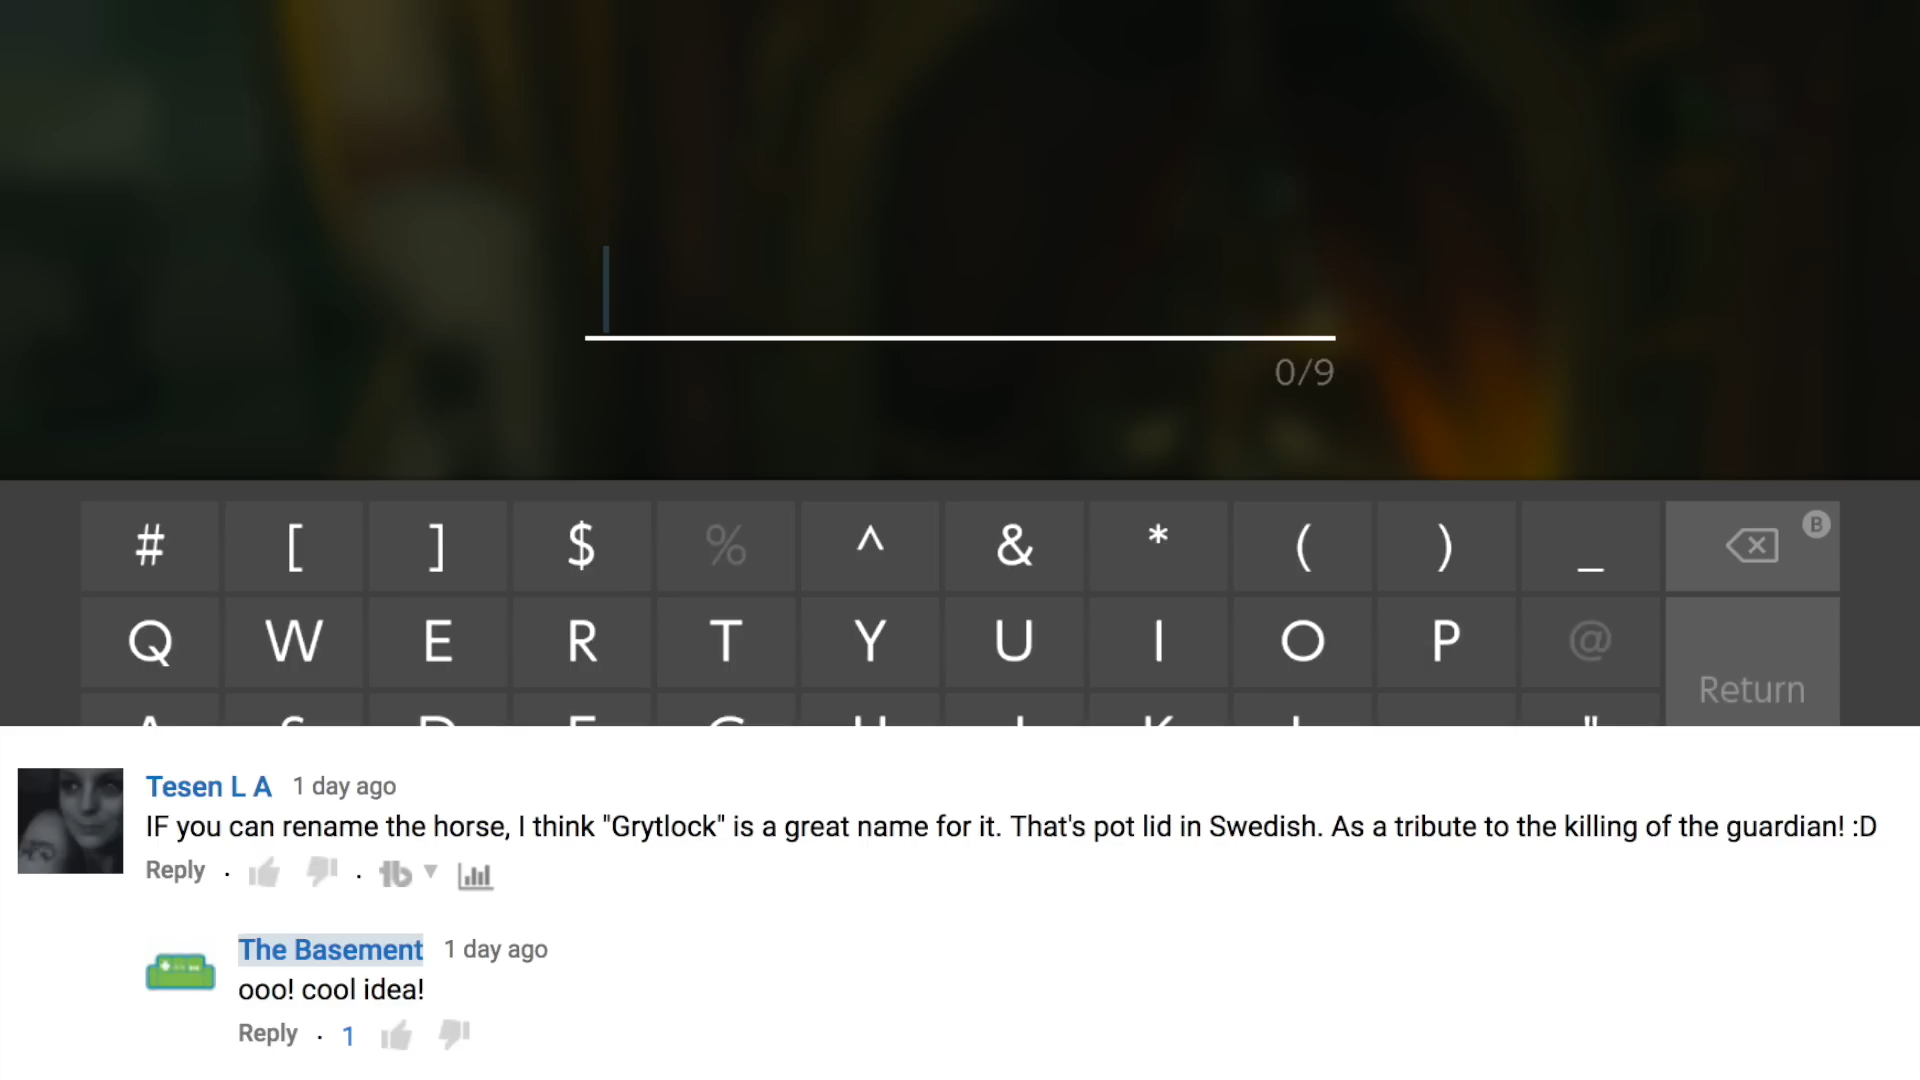 0/9
# [ ] $ % ^ & * ( ) _ B
Q W E R T Y U I O P @
Return
A S D F G H J K L "
Tesen L A 1 day ago
IF you can rename the horse, I think "Grytlock" is a great name for it. That's pot lid in Swedish. As a tribute to the killing of the guardian! :D
Reply
The Basement 1 day ago
ooo! cool idea!
Reply · 1